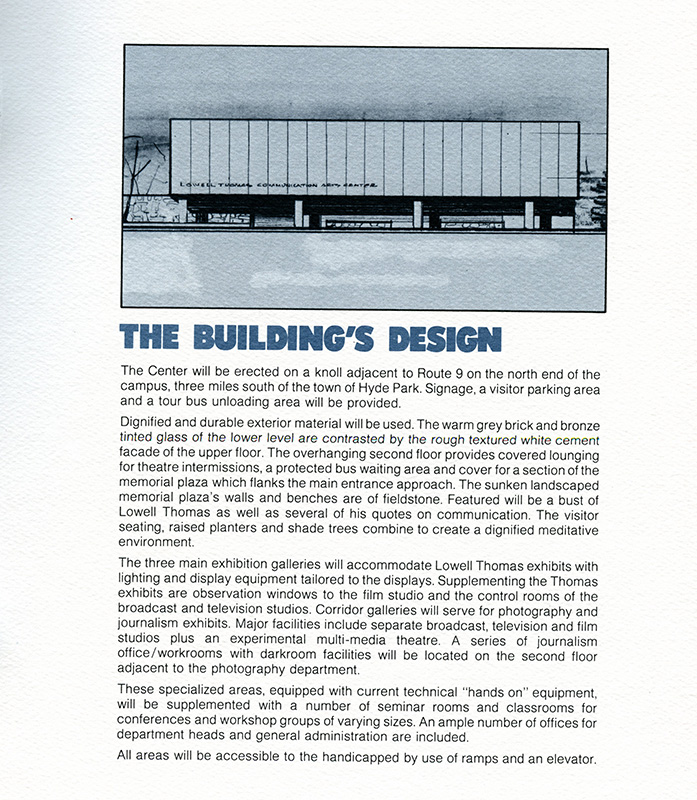 LOWELL THOMAS COMMUNICATION ARTS CENTER
THE BUILDING'S DESIGN
The Center will be erected on a knoll adjacent to Route 9 on the north end of the
campus, three miles south of the town of Hyde Park. Signage, a visitor parking area
and a tour bus unloading area will be provided.
Dignified and durable exterior material will be used. The warm grey brick and bronze
tinted glass of the lower level are contrasted by the rough textured white cement
facade of the upper floor. The overhanging second floor provides covered lounging
for theatre intermissions, a protected bus waiting area and cover for a section of the
memorial plaza which flanks the main entrance approach. The sunken landscaped
memorial plaza's walls and benches are of fieldstone. Featured will be a bust of
Lowell Thomas as well as several of his quotes on communication. The visitor
seating, raised planters and shade trees combine to create a dignified meditative
environment.
The three main exhibition galleries will accommodate Lowell Thomas exhibits with
lighting and display equipment tailored to the displays. Supplementing the Thomas
exhibits are observation windows to the film studio and the control rooms of the
broadcast and television studios. Corridor galleries will serve for photography and
journalism exhibits. Major facilities include separate broadcast, television and film
studios plus an experimental multi-media theatre. A series of journalism
office/workrooms with darkroom facilities will be located on the second floor
adjacent to the photography department.
These specialized areas, equipped with current technical "hands on" equipment,
will be supplemented with a number of seminar rooms and classrooms for
conferences and workshop groups of varying sizes. An ample number of offices for
department heads and general administration are included.
All areas will be accessible to the handicapped by use of ramps and an elevator.